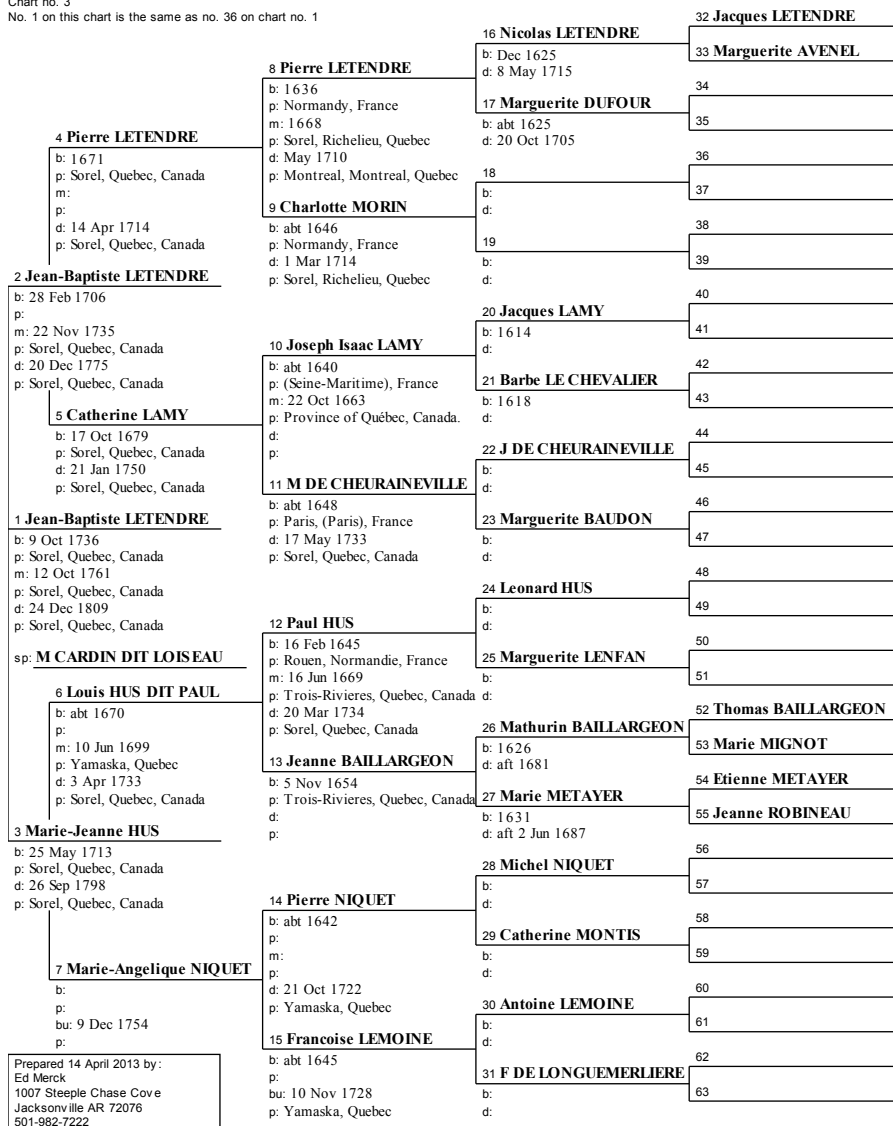 Chart no. 3
No. 1 on this chart is the same as no. 36 on chart no. 1
4 Pierre LETENDRE
b: 1671
p: Sorel, Quebec, Canada
m:
p:
d: 14 Apr 1714
p: Sorel, Quebec, Canada
2 Jean-Baptiste LETENDRE
b: 28 Feb 1706
p:
m: 22 Nov 1735
p: Sorel, Quebec, Canada
d: 20 Dec 1775
p: Sorel, Quebec, Canada
5 Catherine LAMY
b: 17 Oct 1679
p: Sorel, Quebec, Canada
d: 21 Jan 1750
p: Sorel, Quebec, Canada
1 Jean-Baptiste LETENDRE
b: 9 Oct 1736
p: Sorel, Quebec, Canada
m: 12 Oct 1761
p: Sorel, Quebec, Canada
d: 24 Dec 1809
p: Sorel, Quebec, Canada
sp: M CARDIN DIT LOISEAU
6 Louis HUS DIT PAUL
b: abt 1670
p:
m: 10 Jun 1699
p: Yamaska, Quebec
d: 3 Apr 1733
p: Sorel, Quebec, Canada
3 Marie-Jeanne HUS
b: 25 May 1713
p: Sorel, Quebec, Canada
d: 26 Sep 1798
p: Sorel, Quebec, Canada
7 Marie-Angelique NIQUET
b:
p:
bu: 9 Dec 1754
p:
Prepared 14 April 2013 by:
Ed Merck
1007 Steeple Chase Cove
Jacksonville AR 72076
501-982-7222
8 Pierre LETENDRE
b: 1636
p: Normandy, France
m: 1668
p: Sorel, Richelieu, Quebec
d: May 1710
p: Montreal, Montreal, Quebec
9 Charlotte MORIN
b: abt 1646
p: Normandy, France
d: 1 Mar 1714
p: Sorel, Richelieu, Quebec
10 Joseph Isaac LAMY
b: abt 1640
p: (Seine-Maritime), France
m: 22 Oct 1663
p: Province of Québec, Canada.
d:
p:
11 M DE CHEURAINEVILLE
b: abt 1648
p: Paris, (Paris), France
d: 17 May 1733
p: Sorel, Quebec, Canada
12 Paul HUS
b: 16 Feb 1645
p: Rouen, Normandie, France
m: 16 Jun 1669
p: Trois-Rivieres, Quebec, Canada
d: 20 Mar 1734
p: Sorel, Quebec, Canada
13 Jeanne BAILLARGEON
b: 5 Nov 1654
p: Trois-Rivieres, Quebec, Canada
d:
p:
14 Pierre NIQUET
b: abt 1642
p:
m:
p:
d: 21 Oct 1722
p: Yamaska, Quebec
15 Francoise LEMOINE
b: abt 1645
p:
bu: 10 Nov 1728
p: Yamaska, Quebec
16 Nicolas LETENDRE
b: Dec 1625
d: 8 May 1715
17 Marguerite DUFOUR
b: abt 1625
d: 20 Oct 1705
18
b:
d:
19
b:
d:
20 Jacques LAMY
b: 1614
d:
21 Barbe LE CHEVALIER
b: 1618
d:
22 J DE CHEURAINEVILLE
b:
d:
23 Marguerite BAUDON
b:
d:
24 Leonard HUS
b:
d:
25 Marguerite LENFAN
b:
d:
26 Mathurin BAILLARGEON
b: 1626
d: aft 1681
27 Marie METAYER
b: 1631
d: aft 2 Jun 1687
28 Michel NIQUET
b:
d:
29 Catherine MONTIS
b:
d:
30 Antoine LEMOINE
b:
d:
31 F DE LONGUEMERLIERE
b:
d:
32 Jacques LETENDRE
33 Marguerite AVENEL
34
35
36
37
38
39
40
41
42
43
44
45
46
47
48
49
50
51
52 Thomas BAILLARGEON
53 Marie MIGNOT
54 Etienne METAYER
55 Jeanne ROBINEAU
56
57
58
59
60
61
62
63